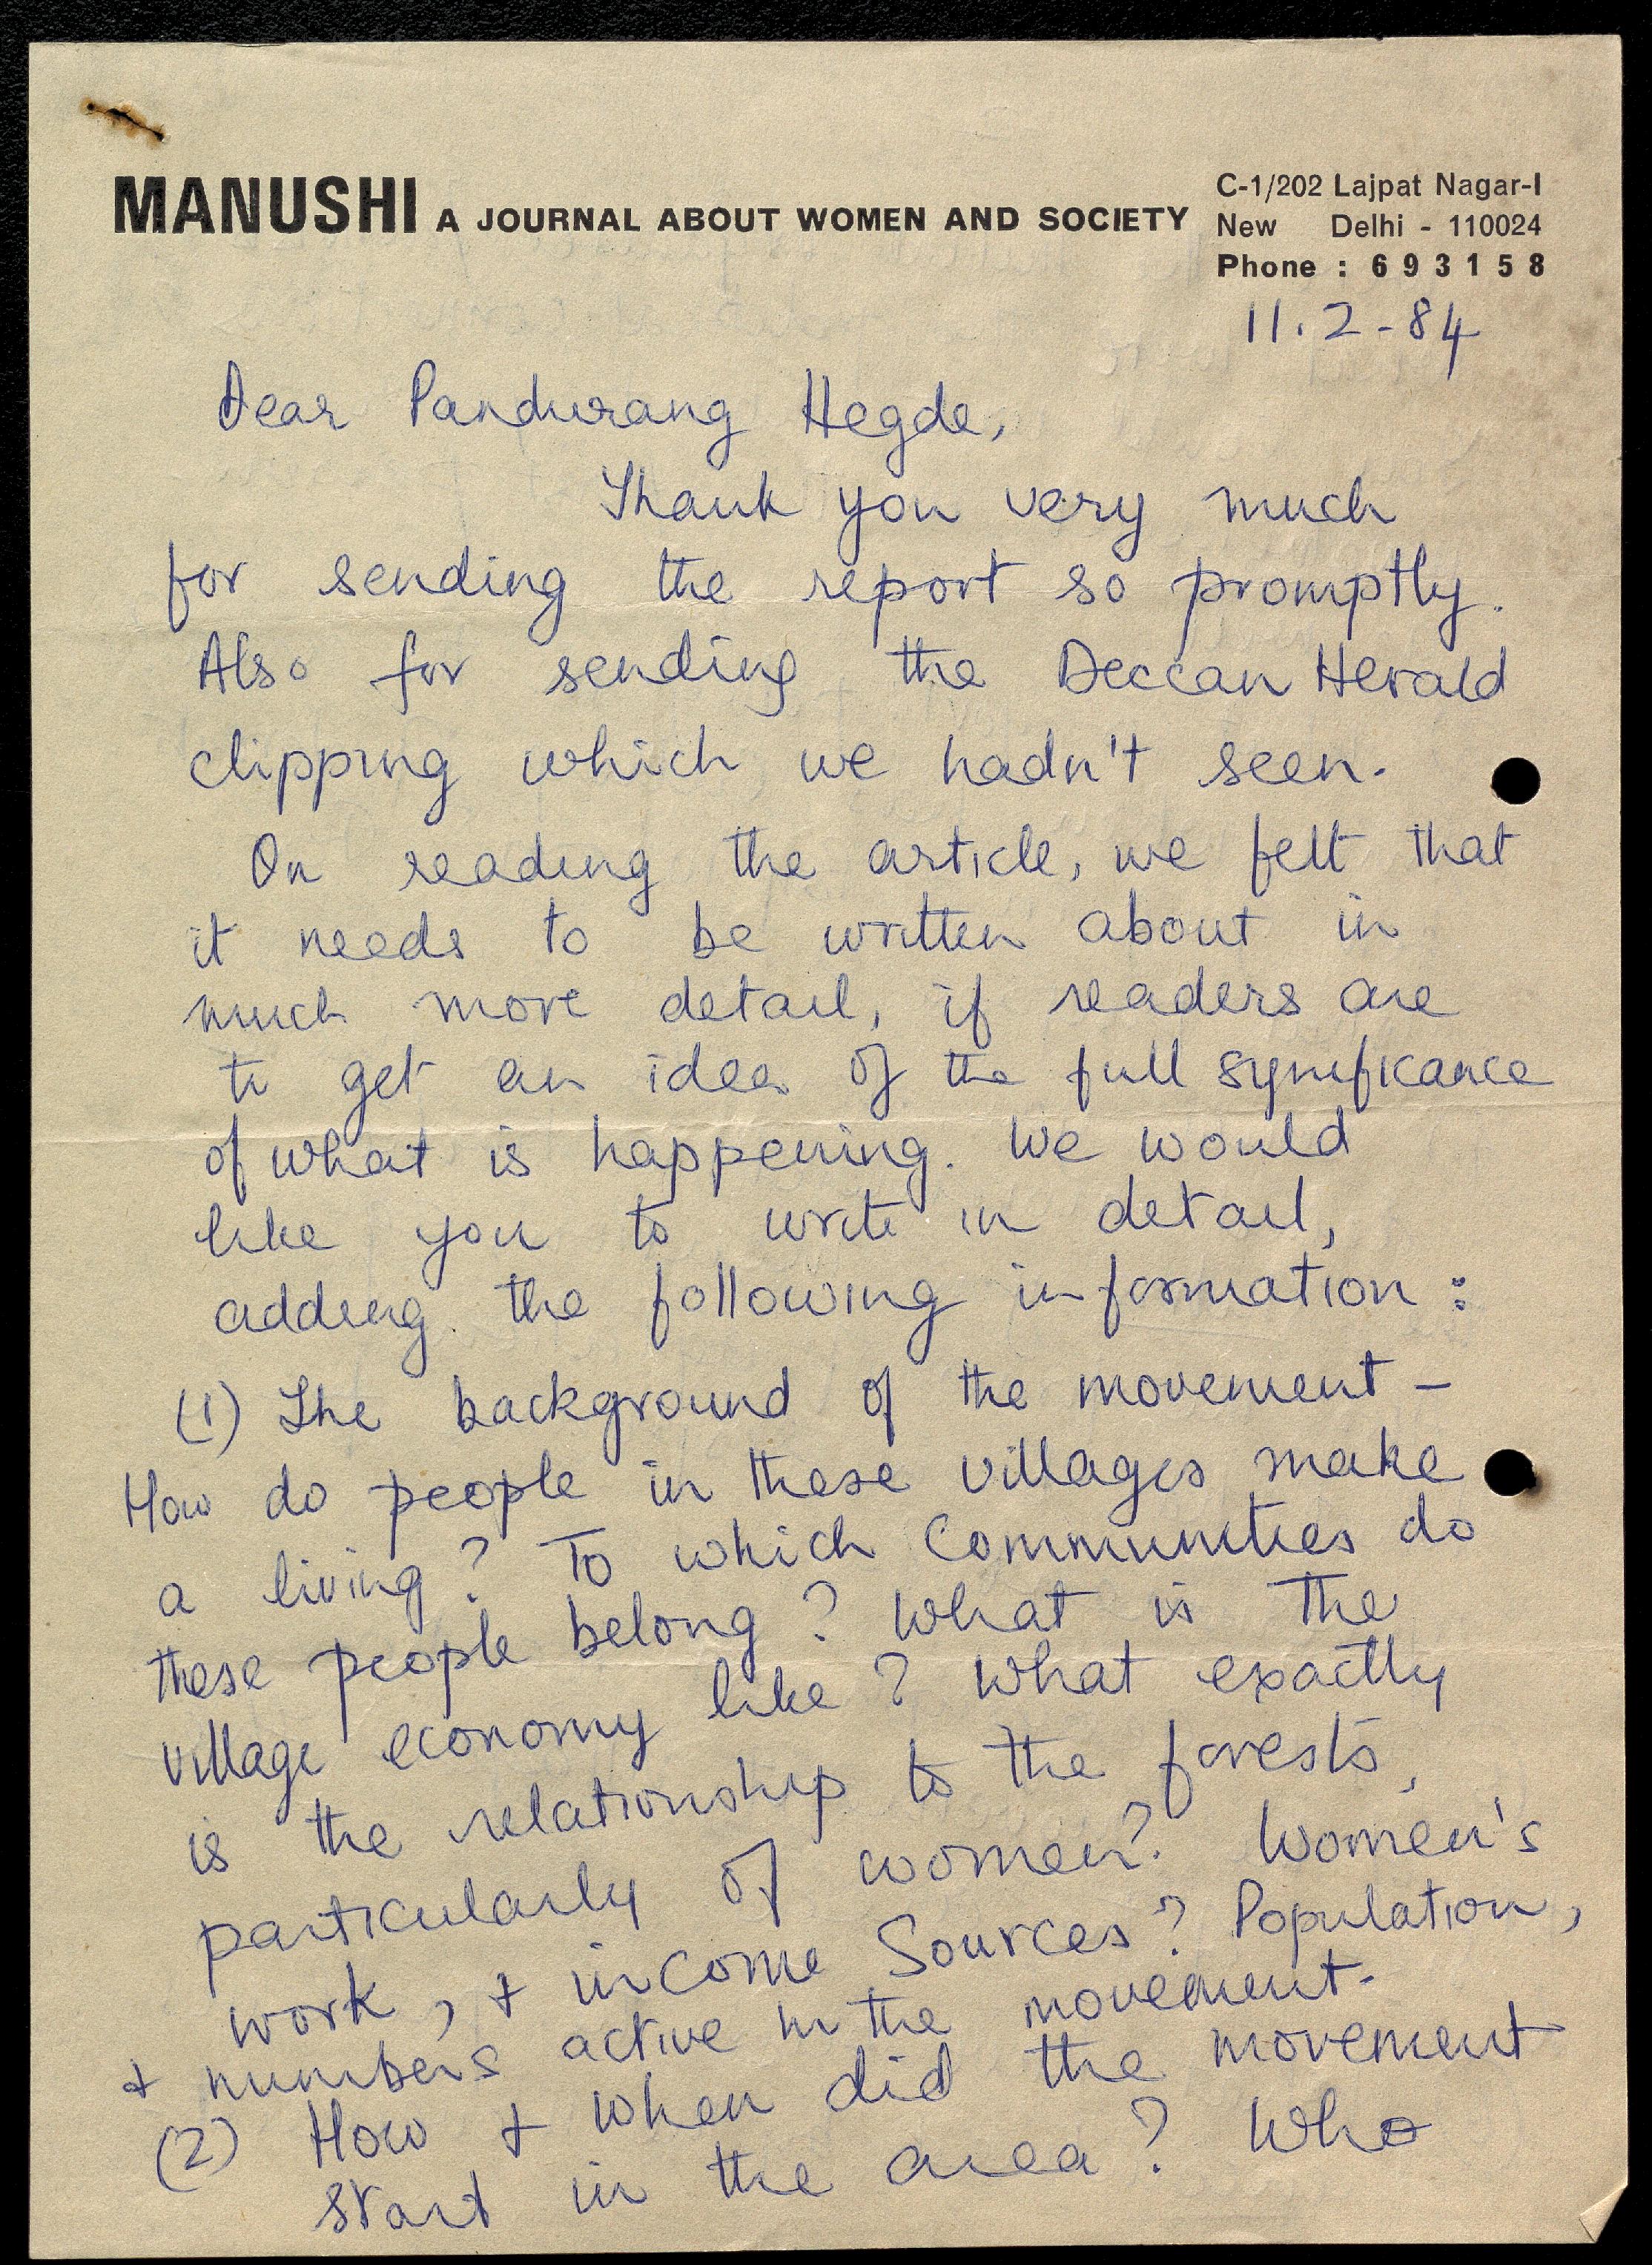 MANUSHI A JOURNAL ABOUT WOMEN AND SOCIETY
C-1/202 Lajpat Nagar-I
New Delhi - 110024
Phone : 6 9 3 1 5 8
11.2-84
Dear Pandurang Hegde,
Thank you very much
for sending the report so promptly.
Also for sending the Deccan Herald
clipping which we hadn't seen.
On reading the article, we felt that
it needs to be written about in
much more detail, if readers are
to get an idea of the full significance
of what is happening. We would
like you to write in detail,
adding the following information :
(1) The background of the movement -
How do people in these villages make
a living? To which Communities do
these people belong? What is the
village economy like? What exactly
is the relationship to the forests,
particularly of women? Women's
work, + income Sources? Population,
+ numbers active in the movement.
(2) How + when did the movement
start in the area? Who